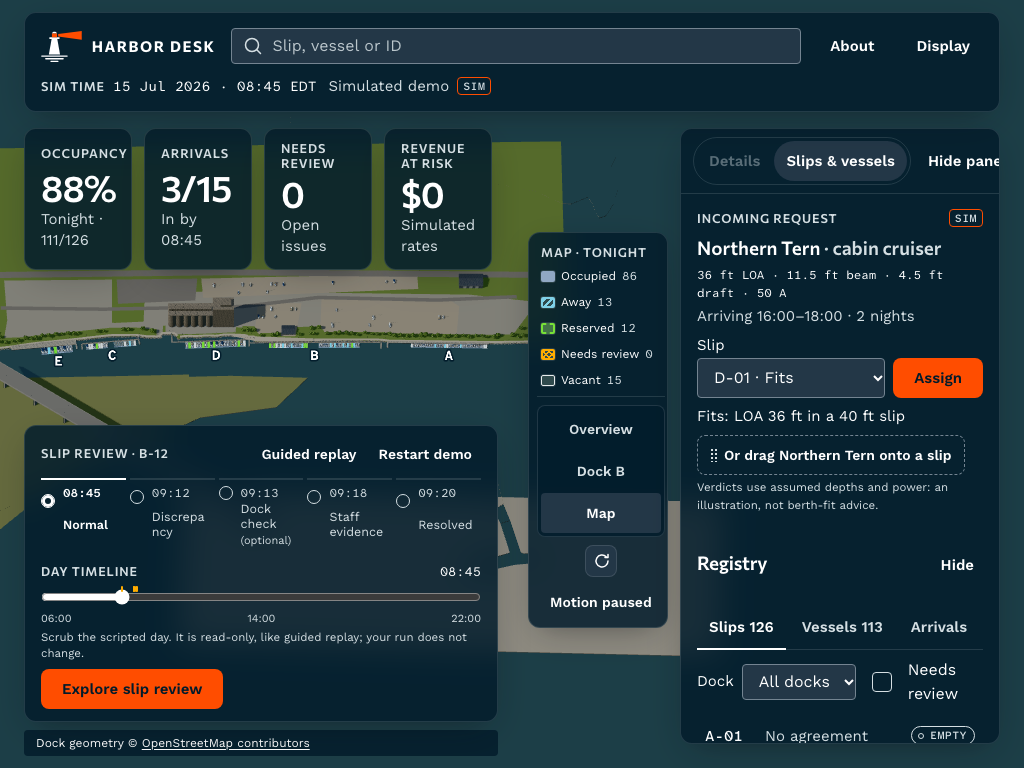 HARBOR DESK
Slip, vessel or ID
About
Display
SIM TIME 15 Jul 2026 · 08:45 EDT Simulated demo SIM
OCCUPANCY
88%
Tonight ·
111/126
ARRIVALS
3/15
In by
08:45
NEEDS
REVIEW
0
Open
issues
REVENUE
AT RISK
$0
Simulated
rates
E
C
D
B
A
MAP · TONIGHT
Occupied 86
Away 13
Reserved 12
Needs review 0
Vacant 15
Overview
Dock B
Map
Motion paused
SLIP REVIEW · B-12
Guided replay
Restart demo
08:45
Normal
09:12
Discrepa
ncy
09:13
Dock
check
(optional)
09:18
Staff
evidence
09:20
Resolved
DAY TIMELINE
08:45
06:00
14:00
22:00
Scrub the scripted day. It is read-only, like guided replay; your run does not
change.
Explore slip review
Dock geometry © OpenStreetMap contributors
Details
Slips & vessels
Hide pane
INCOMING REQUEST
SIM
Northern Tern · cabin cruiser
36 ft LOA · 11.5 ft beam · 4.5 ft
draft · 50 A
Arriving 16:00–18:00 · 2 nights
Slip
D-01 · Fits
Assign
Fits: LOA 36 ft in a 40 ft slip
Or drag Northern Tern onto a slip
Verdicts use assumed depths and power: an
illustration, not berth-fit advice.
Registry
Hide
Slips 126
Vessels 113
Arrivals
Dock
All docks
Needs
review
A-01
No agreement
EMPTY